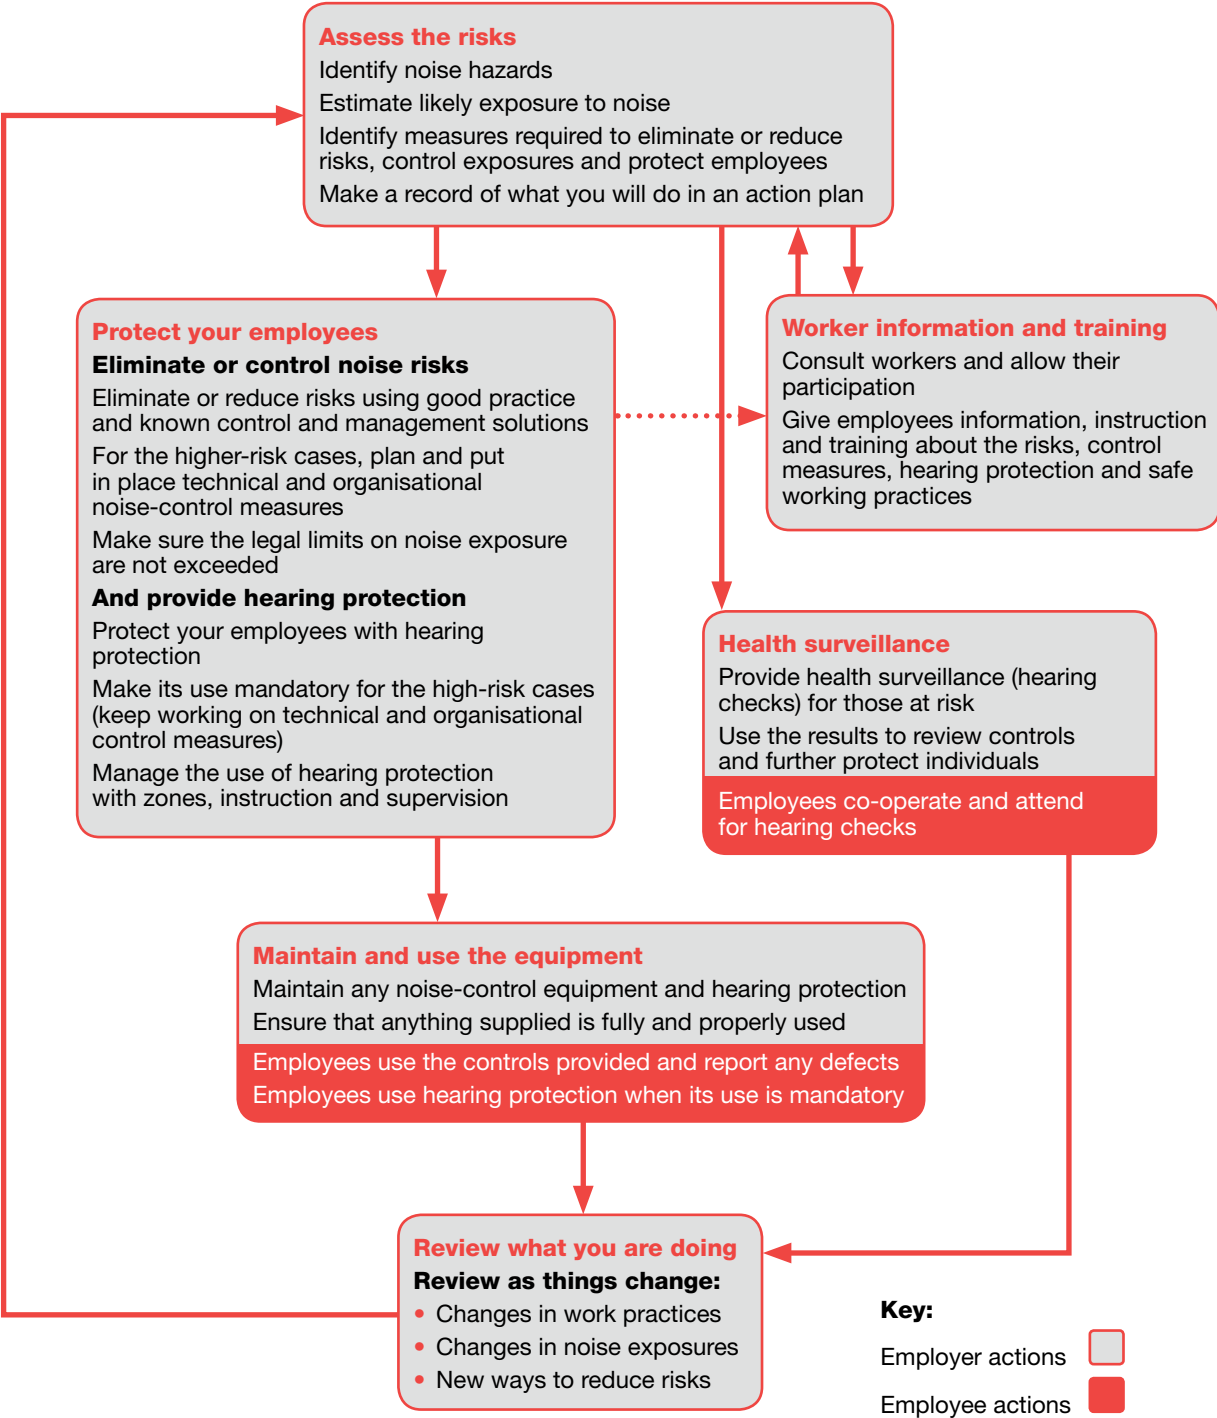 Assess the risks
Identify noise hazards
Estimate likely exposure to noise
Identify measures required to eliminate or reduce
risks, control exposures and protect employees
Make a record of what you will do in an action plan
Protect your employees
Eliminate or control noise risks
Eliminate or reduce risks using good practice
and known control and management solutions
For the higher-risk cases, plan and put
in place technical and organisational
noise-control measures
Make sure the legal limits on noise exposure
are not exceeded
And provide hearing protection
Protect your employees with hearing
protection
Make its use mandatory for the high-risk cases
(keep working on technical and organisational
control measures)
Manage the use of hearing protection
with zones, instruction and supervision
Worker information and training
Consult workers and allow their
participation
Give employees information, instruction
and training about the risks, control
measures, hearing protection and safe
working practices
Health surveillance
Provide health surveillance (hearing
checks) for those at risk
Use the results to review controls
and further protect individuals
Employees co-operate and attend
for hearing checks
Maintain and use the equipment
Maintain any noise-control equipment and hearing protection
Ensure that anything supplied is fully and properly used
Employees use the controls provided and report any defects
Employees use hearing protection when its use is mandatory
Review what you are doing
Review as things change:
• Changes in work practices
• Changes in noise exposures
• New ways to reduce risks
Key:
Employer actions
Employee actions